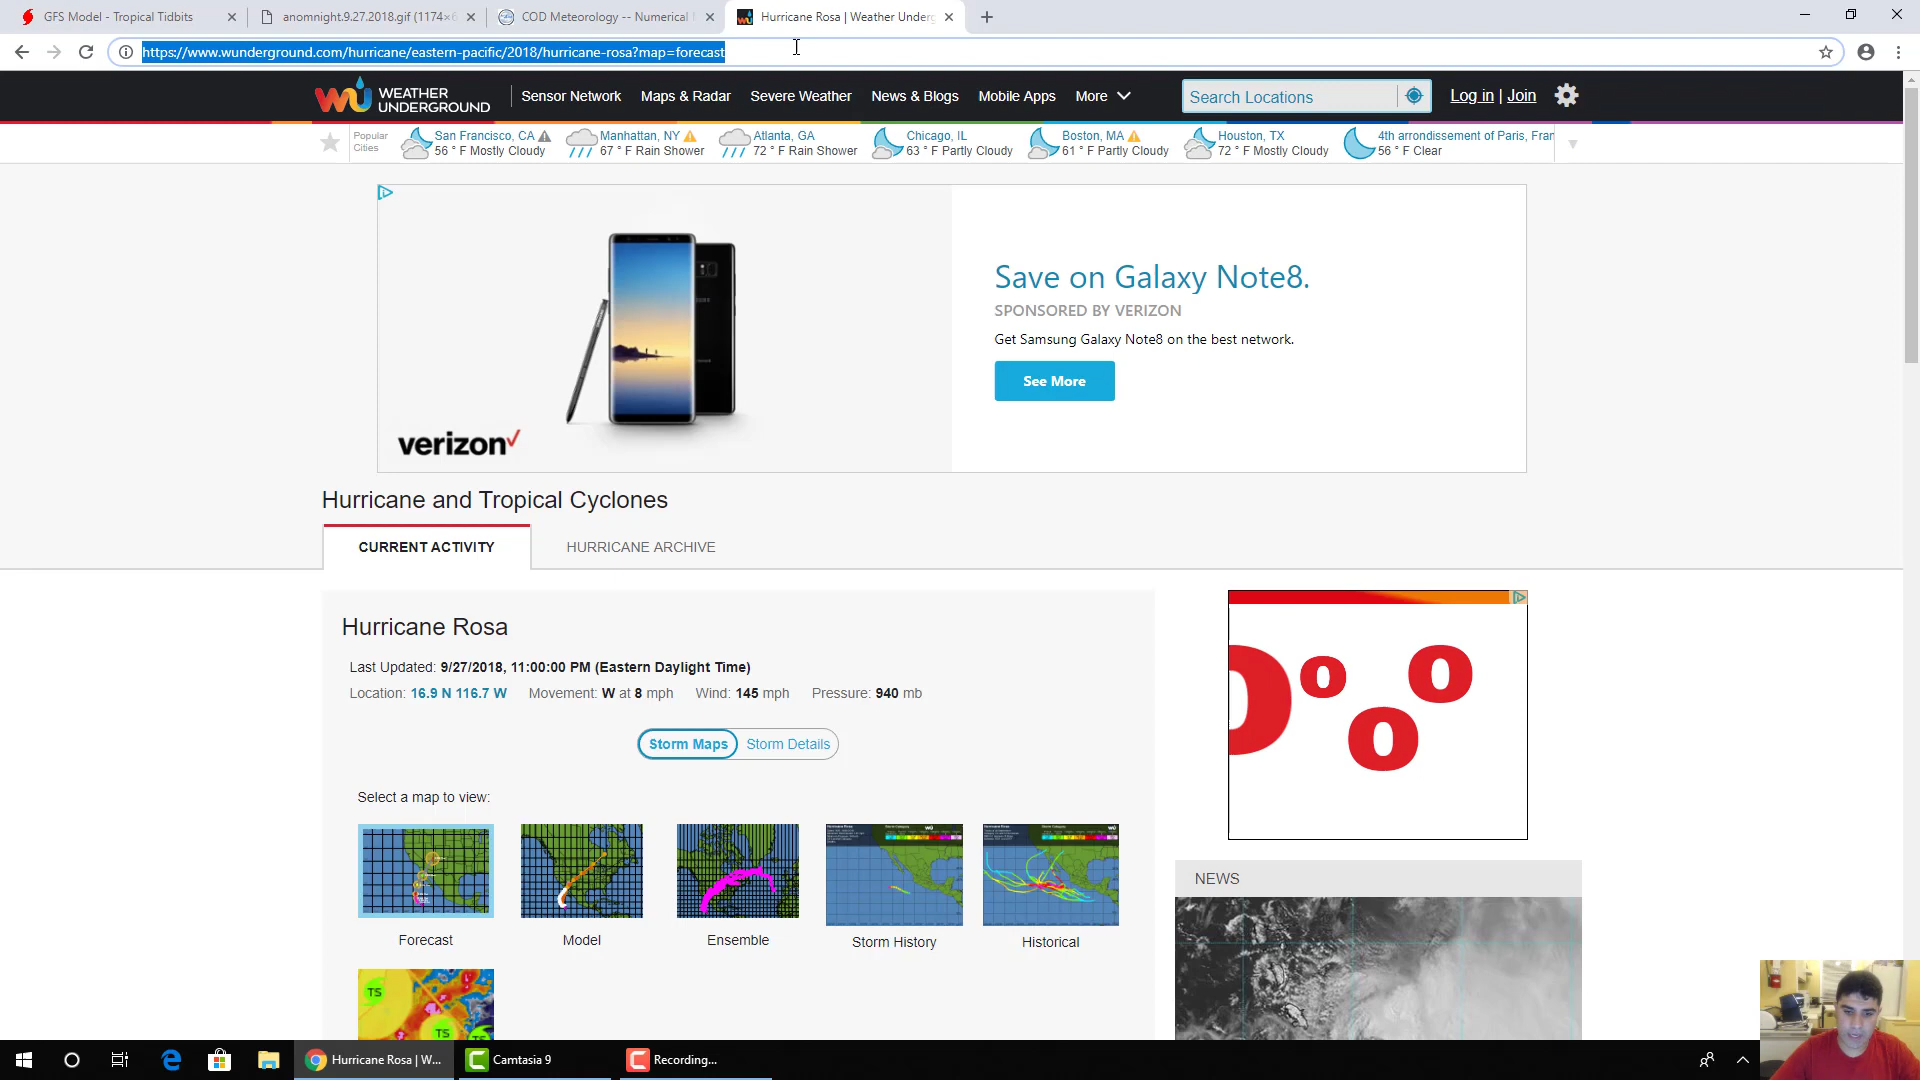 GFS Model - Tropical Tidbits
anomnight.9.27.2018.gif (1174×6
COD Meteorology -- Numerical
Hurricane Rosa | Weather Underg
https://www.wunderground.com/hurricane/eastern-pacific/2018/hurricane-rosa?map=forecast
WEATHER UNDERGROUND
Sensor Network
Maps & Radar
Severe Weather
News & Blogs
Mobile Apps
More
Search Locations
Log in | Join
Popular Cities
San Francisco, CA
56 ° F Mostly Cloudy
Manhattan, NY
67 ° F Rain Shower
Atlanta, GA
72 ° F Rain Shower
Chicago, IL
63 ° F Partly Cloudy
Boston, MA
61 ° F Partly Cloudy
Houston, TX
72 ° F Mostly Cloudy
4th arrondissement of Paris, Fran
56 ° F Clear
Save on Galaxy Note8.
SPONSORED BY VERIZON
Get Samsung Galaxy Note8 on the best network.
See More
verizon
Hurricane and Tropical Cyclones
CURRENT ACTIVITY
HURRICANE ARCHIVE
Hurricane Rosa
Last Updated: 9/27/2018, 11:00:00 PM (Eastern Daylight Time)
Location: 16.9 N 116.7 W Movement: W at 8 mph Wind: 145 mph Pressure: 940 mb
Storm Maps
Storm Details
Select a map to view:
Forecast
Model
Ensemble
Storm History
Historical
TS
TS
NEWS
Hurricane Rosa | W...
Camtasia 9
Recording...